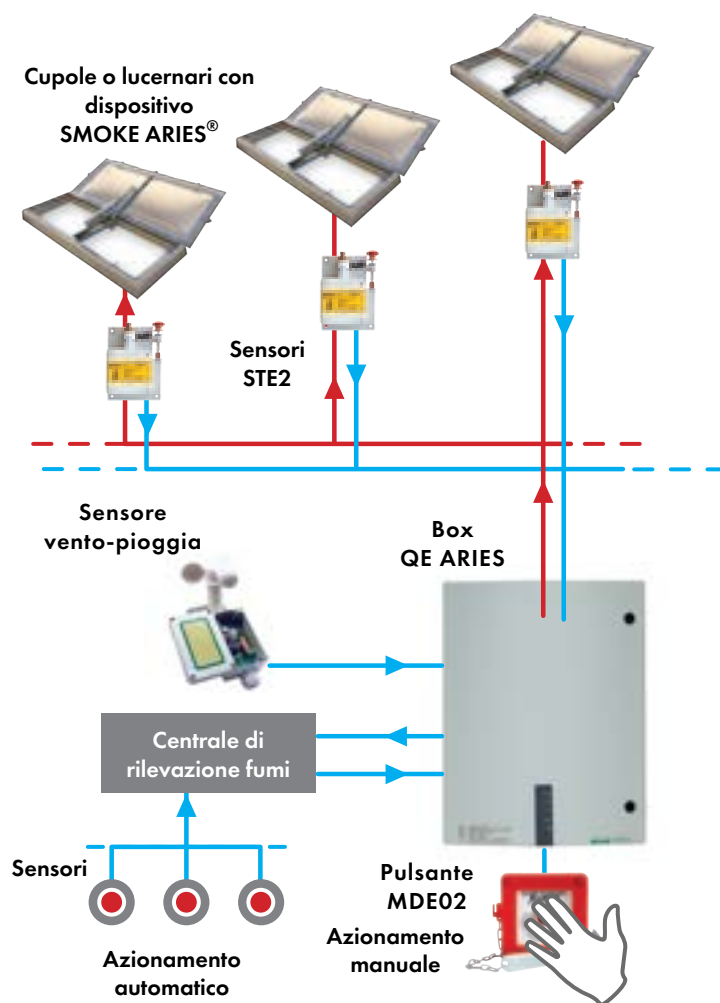 Cupole o lucernari con
dispositivo
SMOKE ARIES®
Sensori
STE2
Sensore
vento-pioggia
Box
QE ARIES
Centrale di
rilevazione fumi
Sensori
Pulsante
MDE02
Azionamento
manuale
Azionamento
automatico